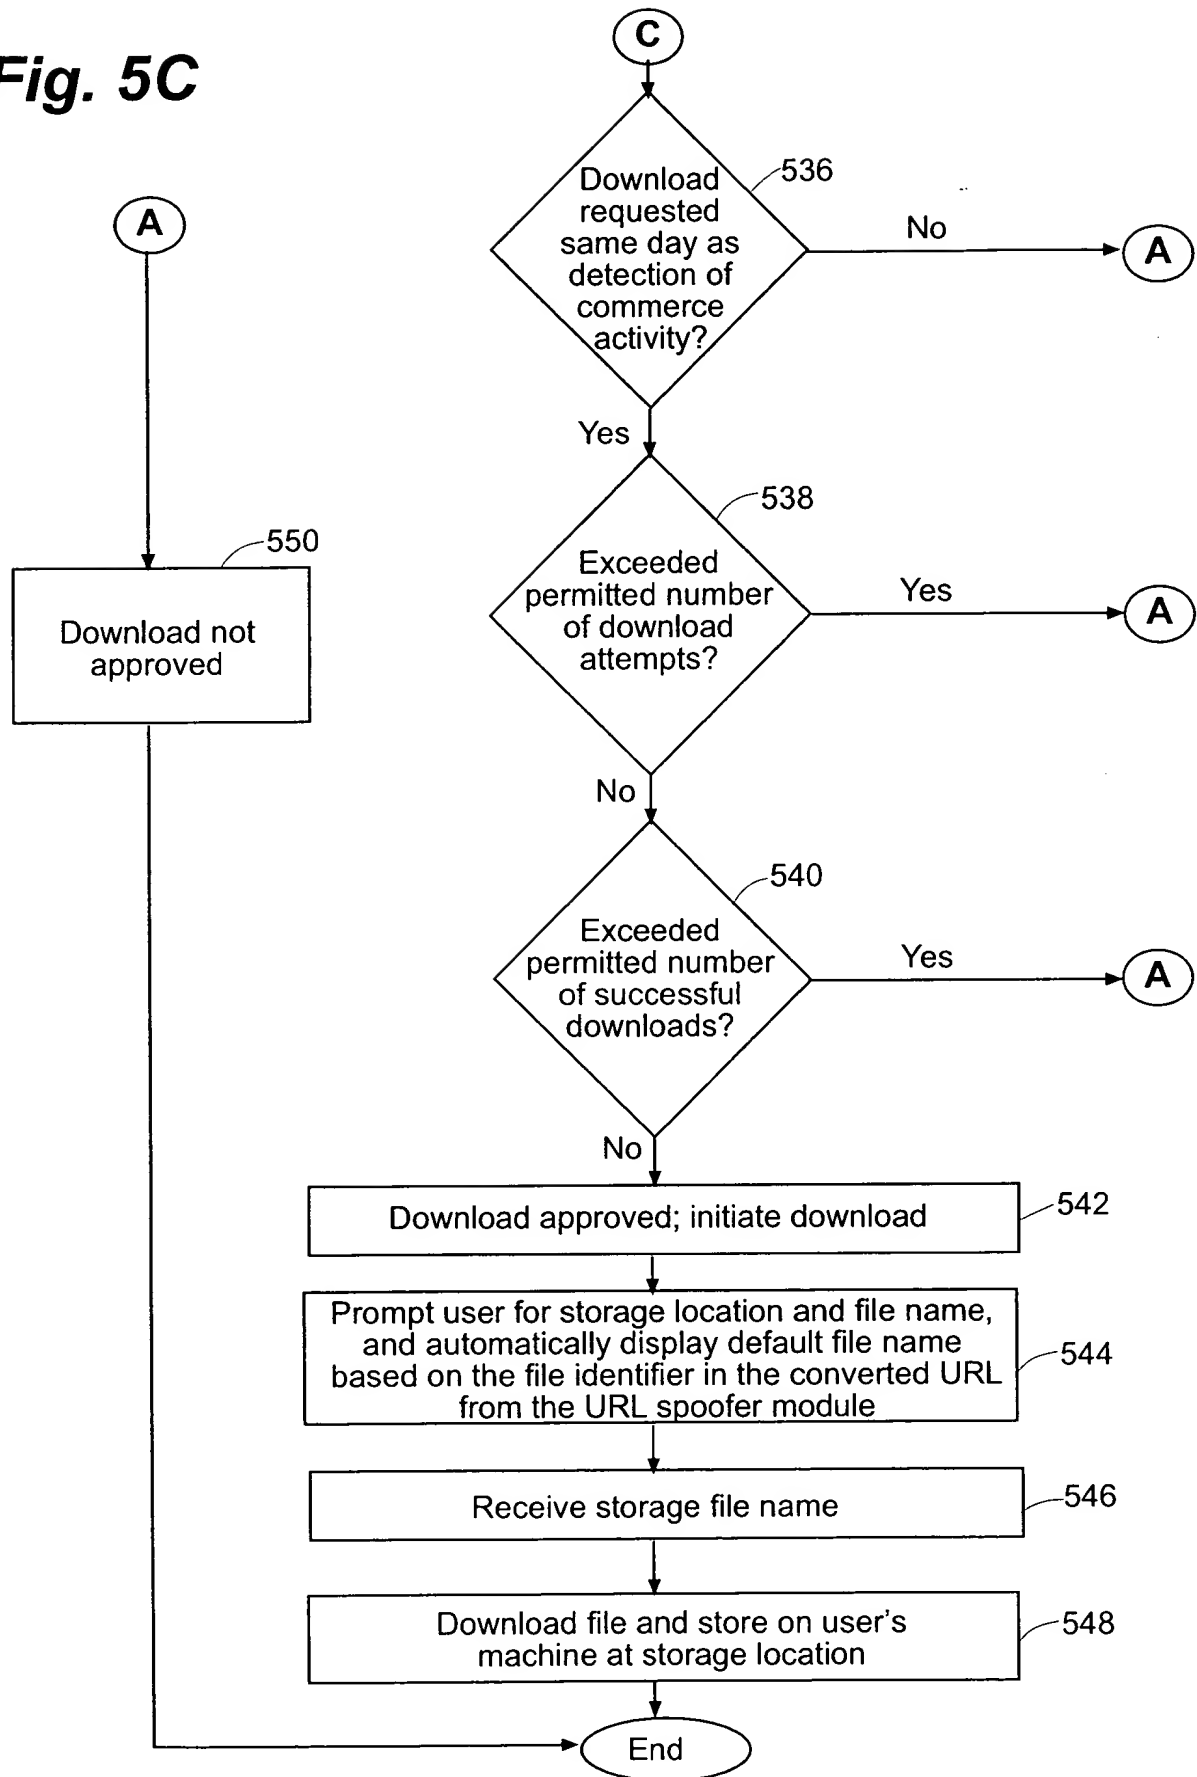 Fig. 5C
C
Download
requested
same day as
detection of
commerce
activity?
536
No
A
A
Yes
538
Exceeded
permitted number
of download
attempts?
Yes
A
550
Download not
approved
No
540
Exceeded
permitted number
of successful
downloads?
Yes
A
No
Download approved; initiate download
542
Prompt user for storage location and file name,
and automatically display default file name
based on the file identifier in the converted URL
from the URL spoofer module
544
Receive storage file name
546
Download file and store on user's
machine at storage location
548
End